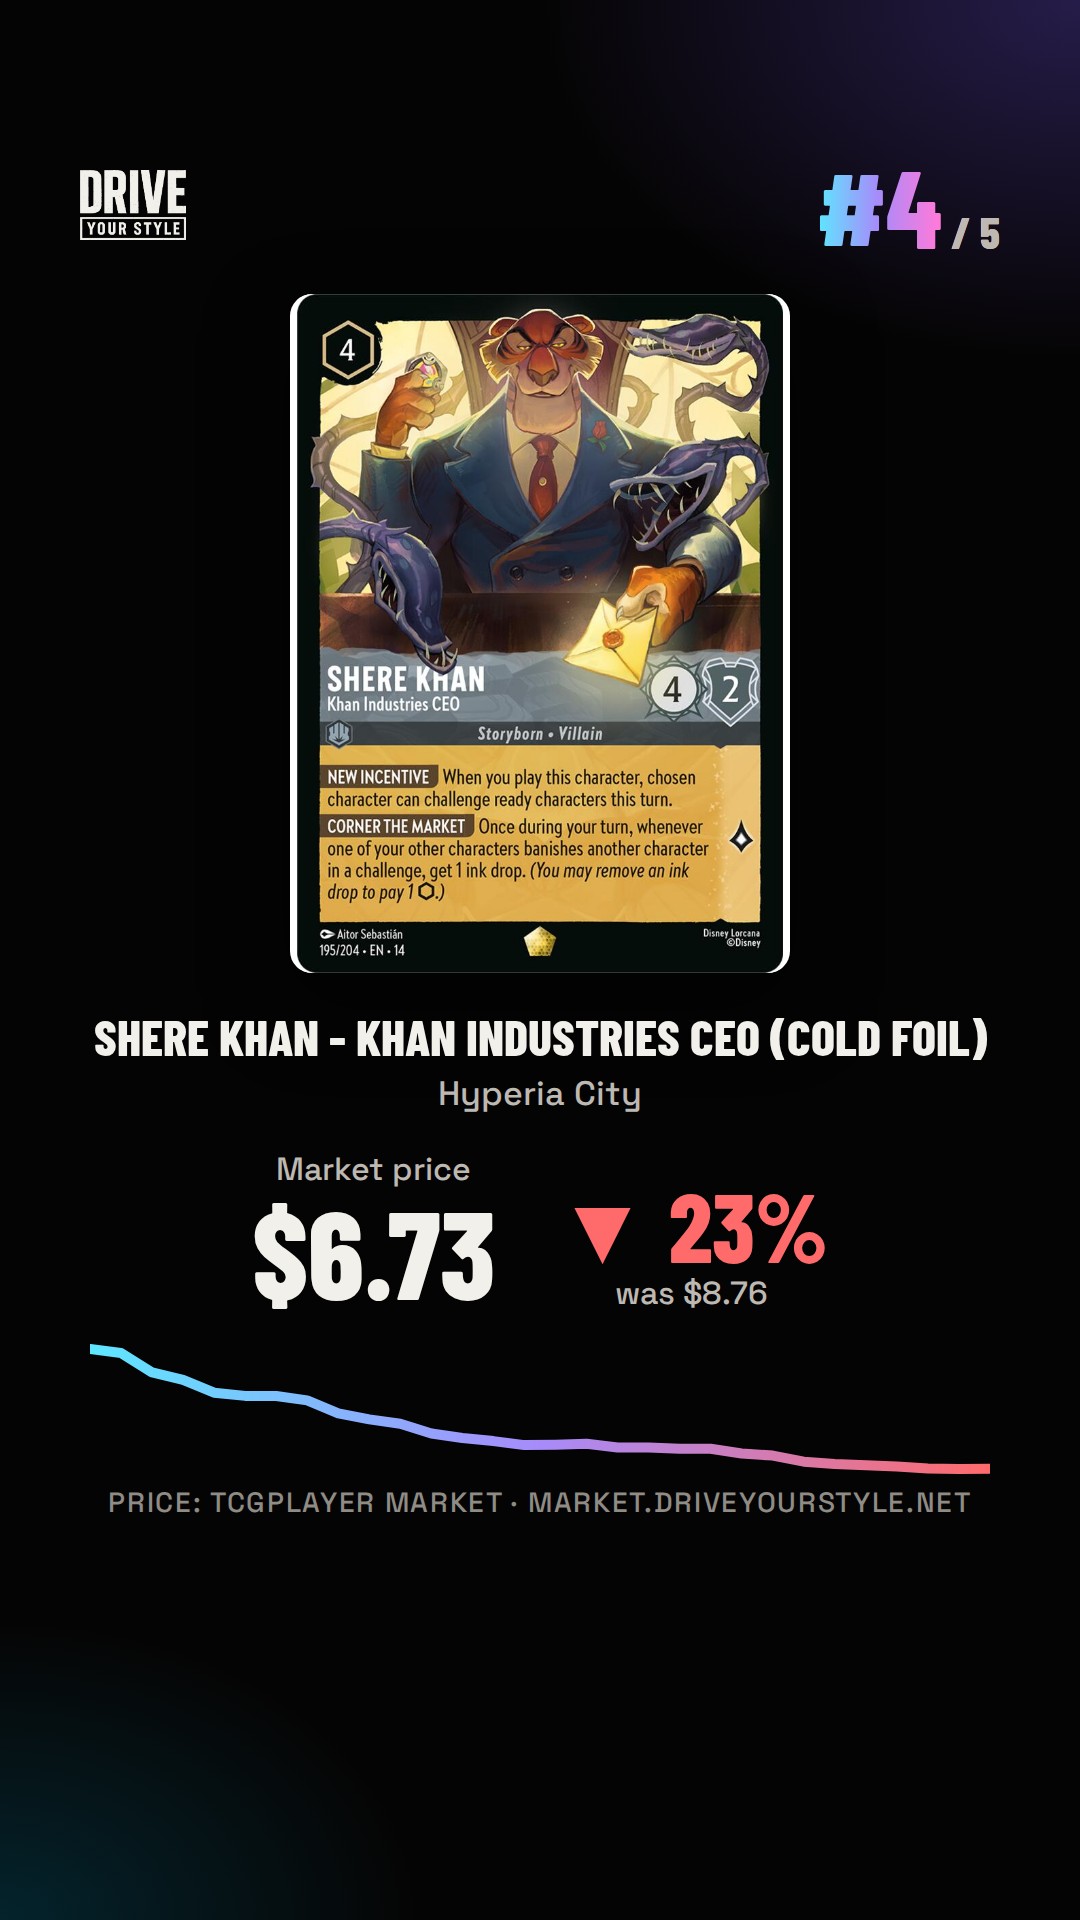 DRIVE
YOUR STYLE
#4 / 5
4
SHERE KHAN
Khan Industries CEO
4
2
Storyborn • Villain
NEW INCENTIVE When you play this character, chosen
character can challenge ready characters this turn.
CORNER THE MARKET Once during your turn, whenever
one of your other characters banishes another character
in a challenge, get 1 ink drop. (You may remove an ink
drop to pay 1 ⬡.)
Aitor Sebastián
195/204 • EN • 14
Disney Lorcana
©Disney
SHERE KHAN - KHAN INDUSTRIES CEO (COLD FOIL)
Hyperia City
Market price
$6.73
▼ 23%
was $8.76
PRICE: TCGPLAYER MARKET · MARKET.DRIVEYOURSTYLE.NET